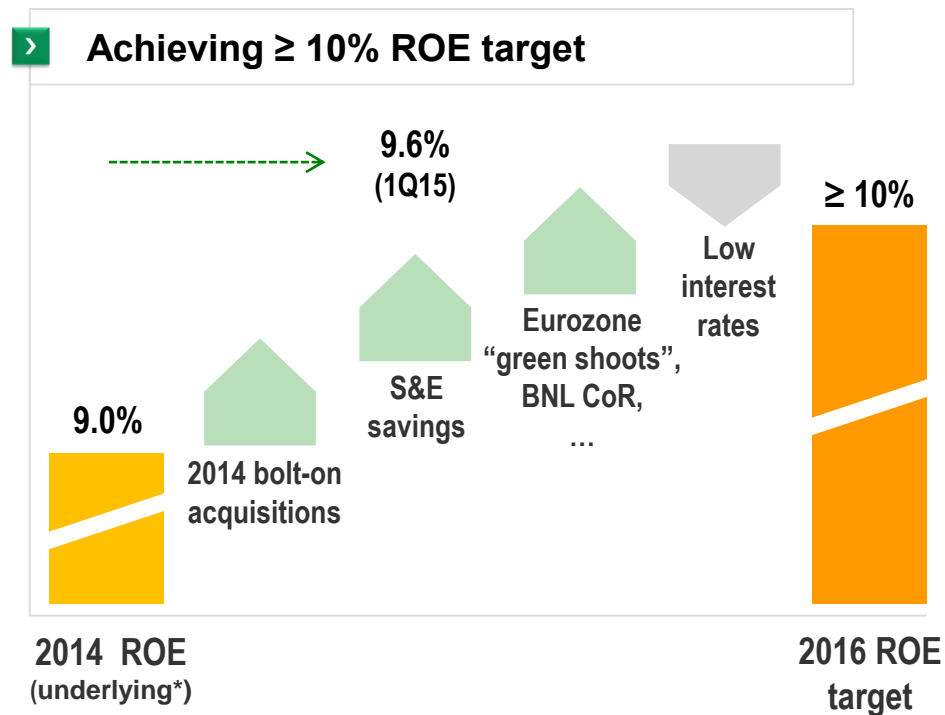 Achieving ≥ 10% ROE target
9.6%
(1Q15)
≥ 10%
Low
interest
rates
Eurozone
“green shoots”,
BNL CoR,
…
S&E
savings
9.0%
2014 bolt-on
acquisitions
2014 ROE
(underlying*)
2016 ROE
target